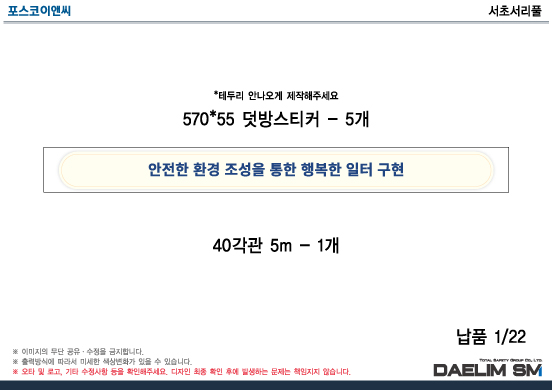 포스코이앤씨
서초서리풀
*테두리 안나오게 제작해주세요
570*55 덧방스티커 - 5개
안전한 환경 조성을 통한 행복한 일터 구현
40각관 5m - 1개
납품 1/22
※ 이미지의 무단 공유 · 수정을 금지합니다.
※ 출력방식에 따라서 미세한 색상변화가 있을 수 있습니다.
※ 오타 및 로고, 기타 수정사항 등을 확인해주세요. 디자인 최종 확인 후에 발생하는 문제는 책임지지 않습니다.
Total Safety Group Co, Ltd
DAELIM SM